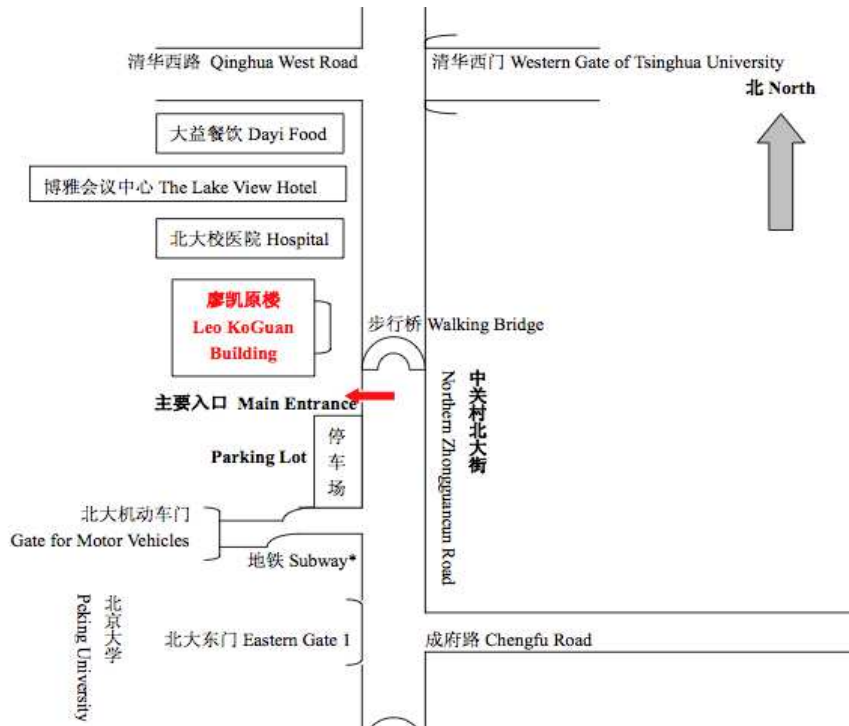 清华西路 Qinghua West Road
清华西门 Western Gate of Tsinghua University
北 North
大益餐饮 Dayi Food
博雅会议中心 The Lake View Hotel
北大校医院 Hospital
廖凯原楼
Leo KoGuan
Building
步行桥 Walking Bridge
主要入口 Main Entrance
中关村北大街
Northern Zhongguancun Road
Parking Lot
停车场
北大机动车门
Gate for Motor Vehicles
地铁 Subway*
北京大学
Peking University
北大东门 Eastern Gate 1
成府路 Chengfu Road